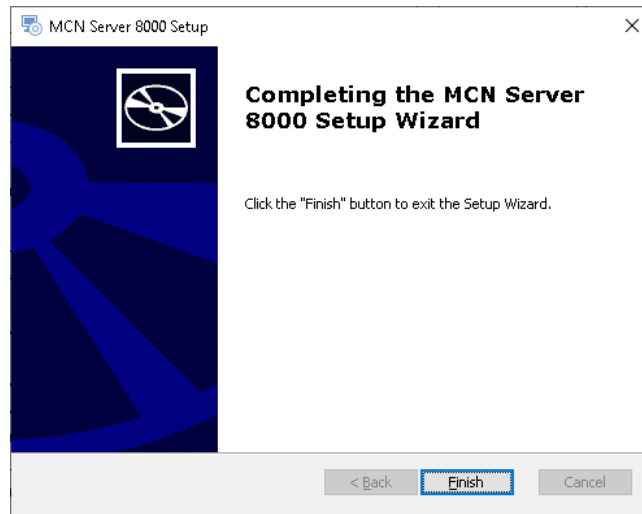 MCN Server 8000 Setup
Completing the MCN Server
8000 Setup Wizard
Click the "Finish" button to exit the Setup Wizard.
< Back
Finish
Cancel